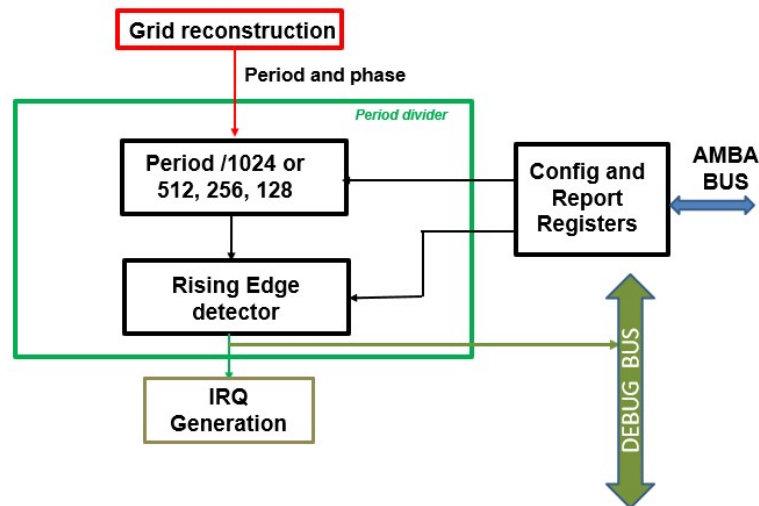 Grid reconstruction
Period and phase
Period divider
Period /1024 or
512, 256, 128
Config and
Report
Registers
AMBA
BUS
Rising Edge
detector
IRQ
Generation
DEBUG BUS